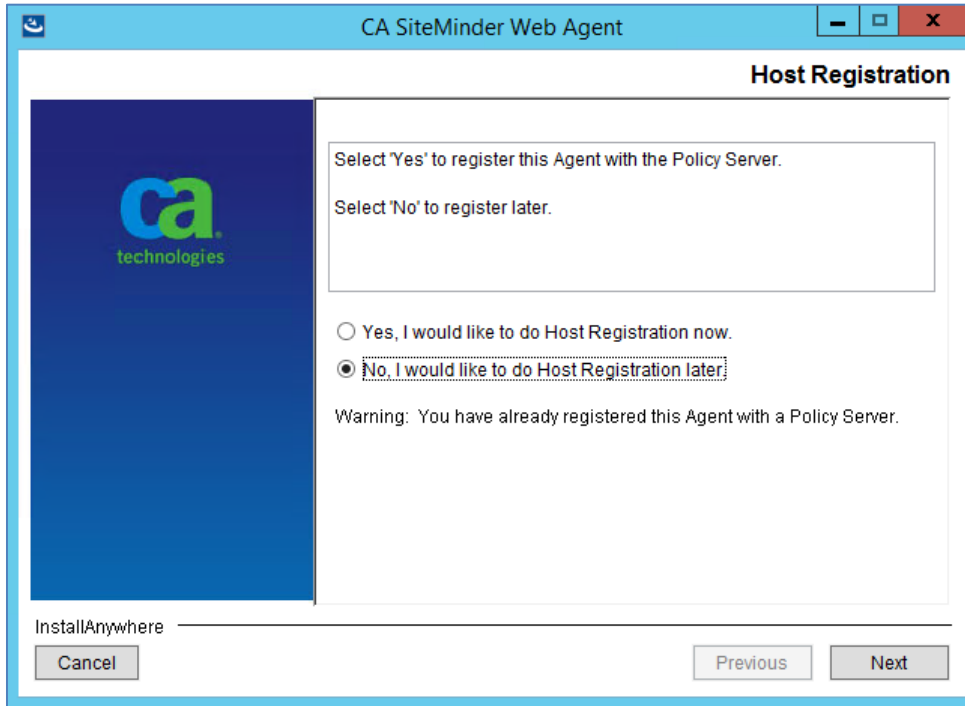 CA SiteMinder Web Agent
Host Registration
ca.
technologies
Select 'Yes' to register this Agent with the Policy Server.
Select 'No' to register later.
Yes, I would like to do Host Registration now.
No, I would like to do Host Registration later.
Warning: You have already registered this Agent with a Policy Server.
InstallAnywhere
Cancel
Previous
Next